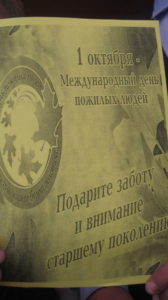 1 октября -
Международный день
пожилых людей
Подарите заботу
и внимание
старшему поколению